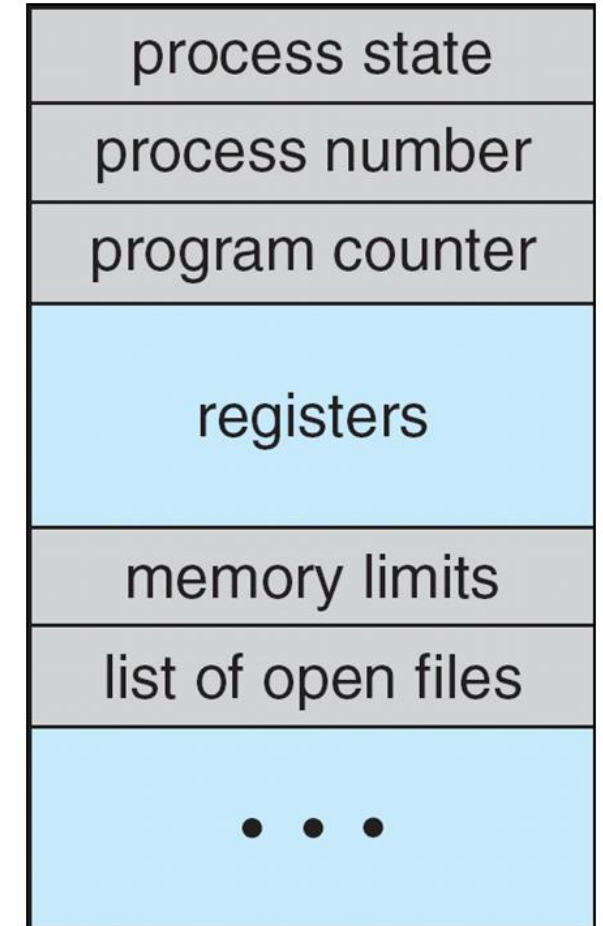 process state
process number
program counter
registers
memory limits
list of open files
• • •